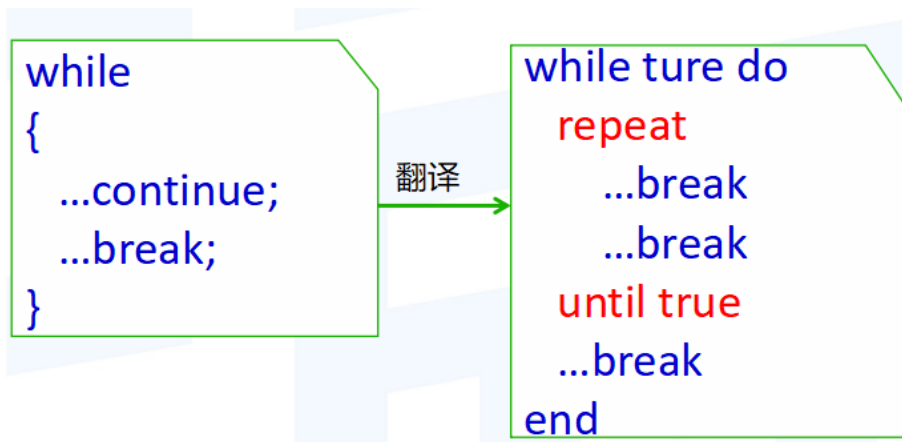 while
{
...continue;
...break;
}
翻译
while ture do
repeat
...break
...break
until true
...break
end